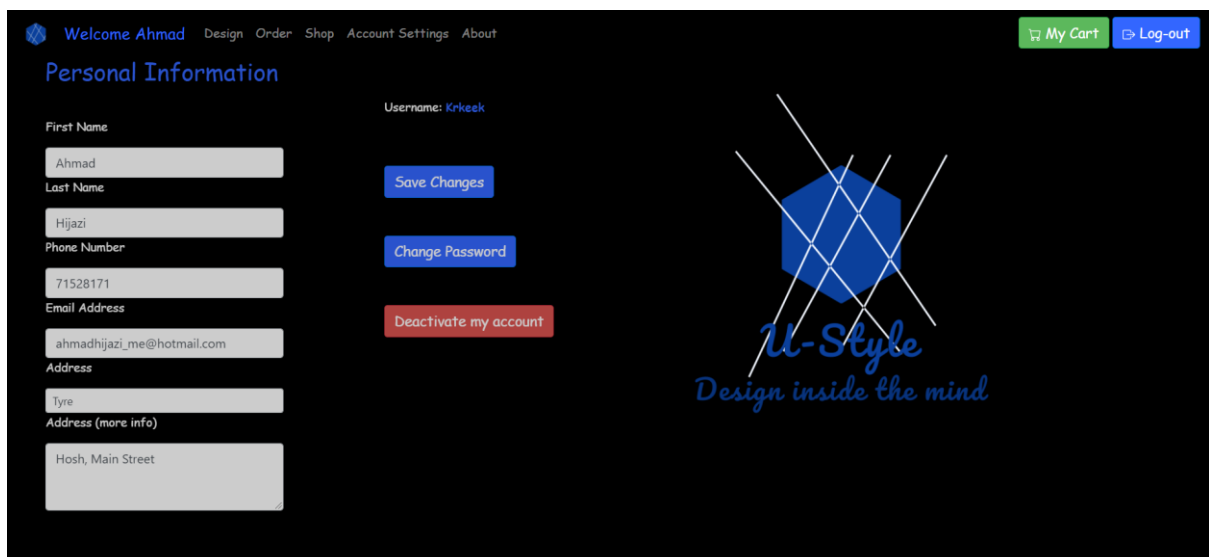 Welcome Ahmad Design Order Shop Account Settings About My Cart Log-out
Personal Information
Username: Krkeek
First Name
Ahmad
Last Name
Hijazi
Phone Number
71528171
Email Address
ahmadhijazi_me@hotmail.com
Address
Tyre
Address (more info)
Hosh, Main Street
Save Changes
Change Password
Deactivate my account
U-Style
Design inside the mind